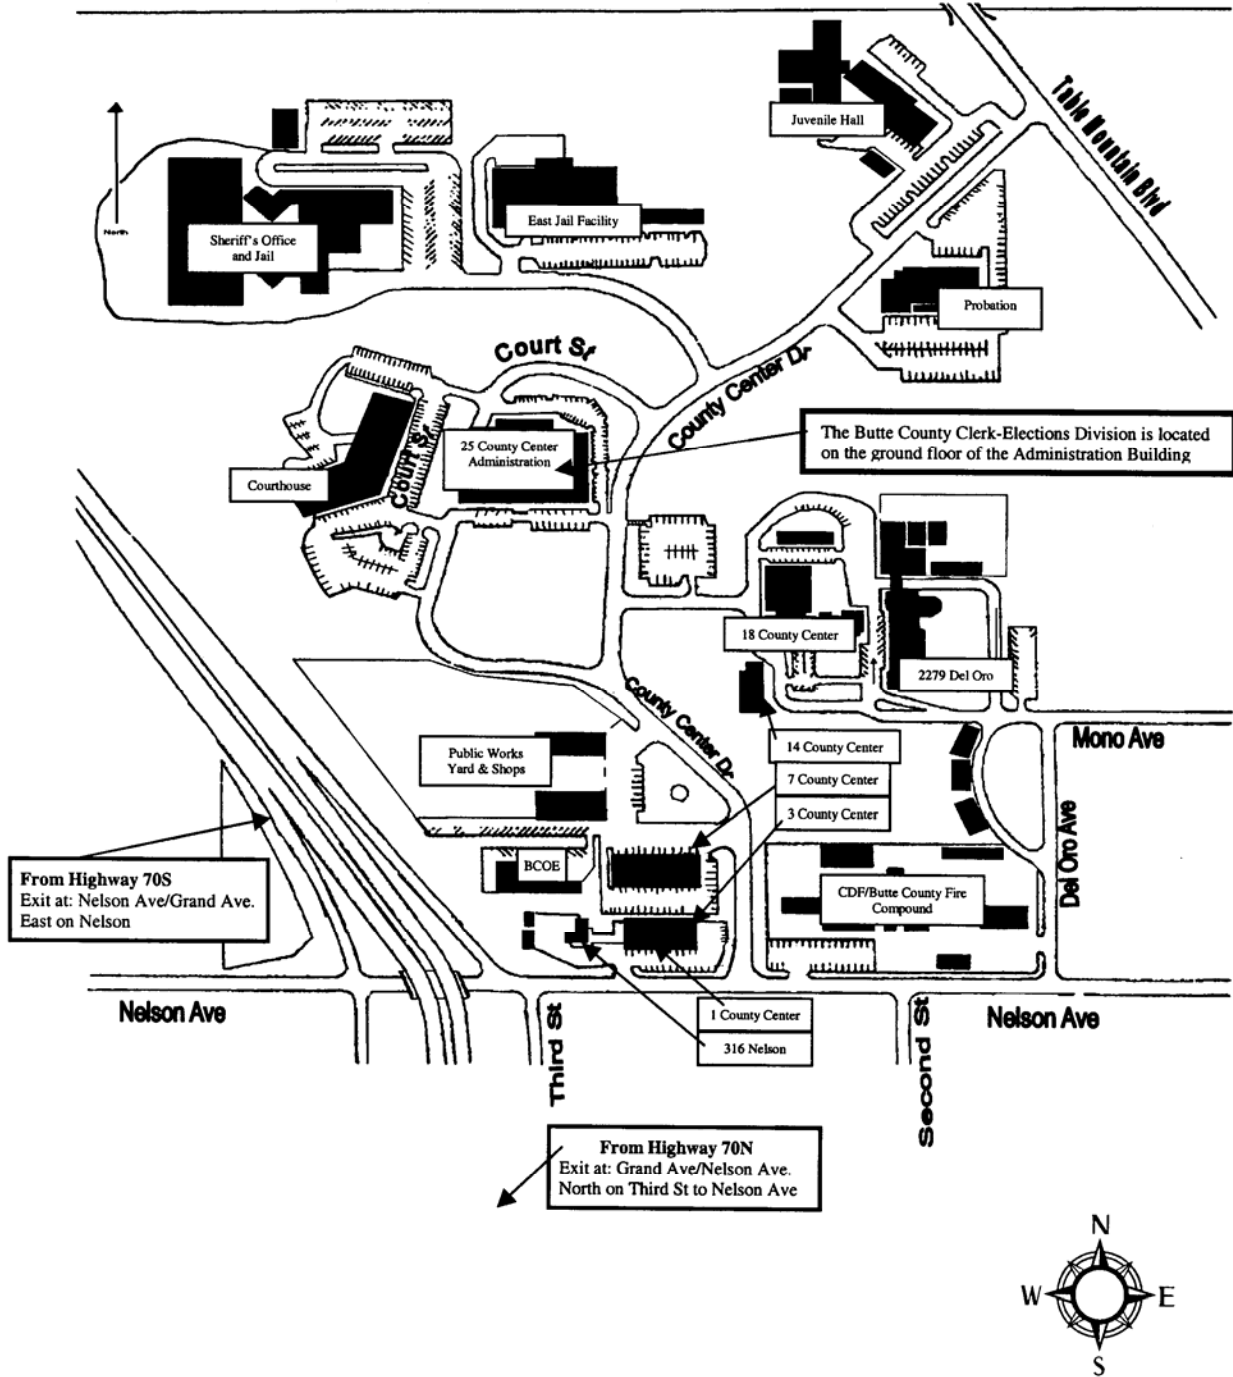 Table Mountain Blvd
Juvenile Hall
North
East Jail Facility
Sheriff's Office
and Jail
Probation
Court St
County Center Dr
The Butte County Clerk-Elections Division is located
on the ground floor of the Administration Building
25 County Center
Administration
Court St
Courthouse
18 County Center
2279 Del Oro
County Center Dr
Mono Ave
14 County Center
Public Works
Yard & Shops
7 County Center
3 County Center
Del Oro Ave
BCOE
From Highway 70S
Exit at: Nelson Ave/Grand Ave.
East on Nelson
CDF/Butte County Fire
Compound
Nelson Ave
1 County Center
Nelson Ave
316 Nelson
Third St
Second St
From Highway 70N
Exit at: Grand Ave/Nelson Ave.
North on Third St to Nelson Ave
N
W
E
S